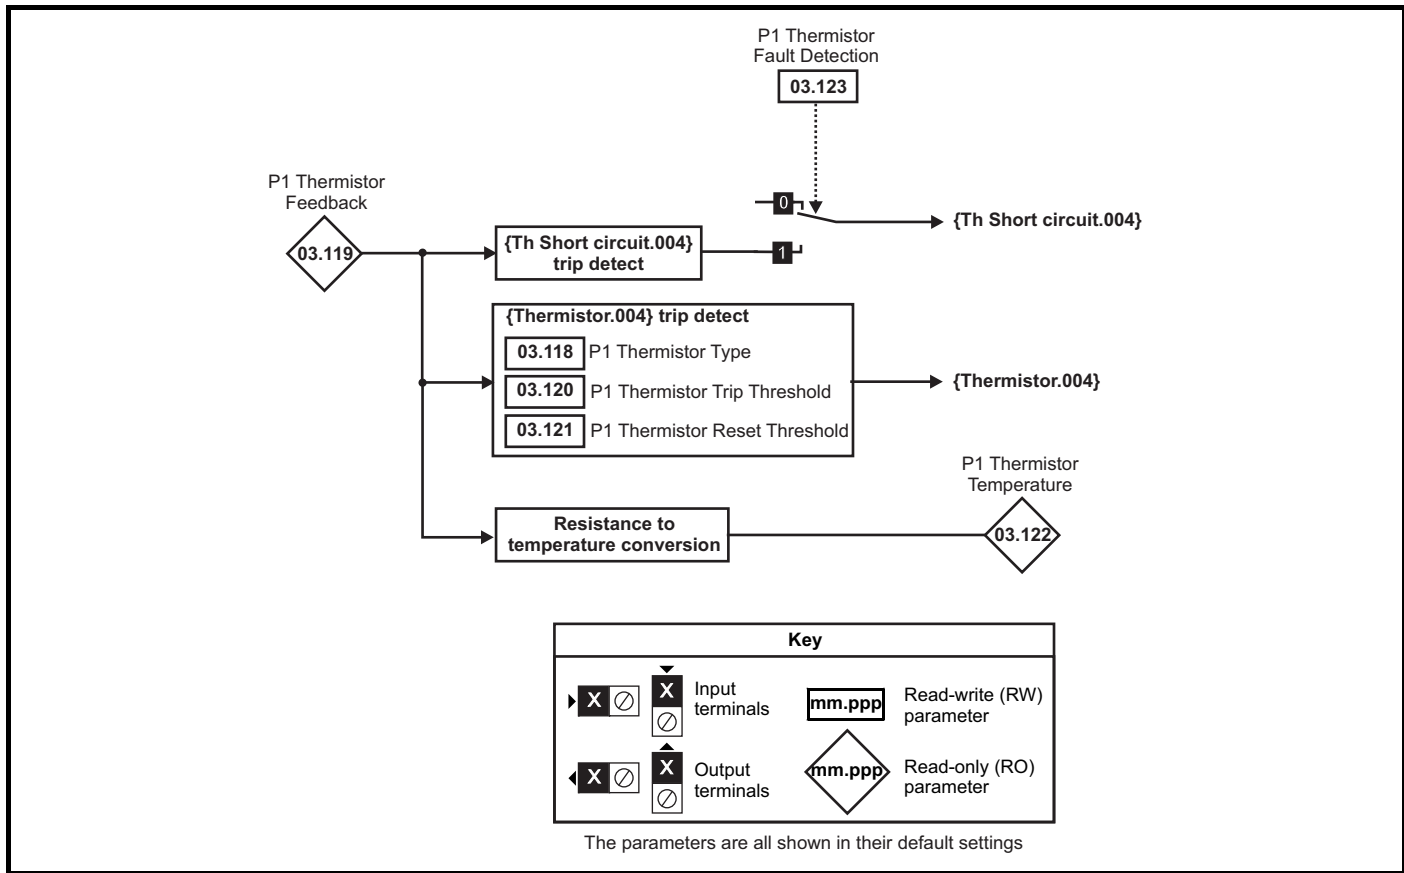 P1 Thermistor
Fault Detection
03.123
P1 Thermistor
Feedback
03.119
0
{Th Short circuit.004}
{Th Short circuit.004}
trip detect
1
{Thermistor.004} trip detect
03.118 P1 Thermistor Type
03.120 P1 Thermistor Trip Threshold
03.121 P1 Thermistor Reset Threshold
{Thermistor.004}
P1 Thermistor
Temperature
03.122
Resistance to
temperature conversion
Key
X
X
Input
terminals
mm.ppp
Read-write (RW)
parameter
X
X
Output
terminals
mm.ppp
Read-only (RO)
parameter
The parameters are all shown in their default settings